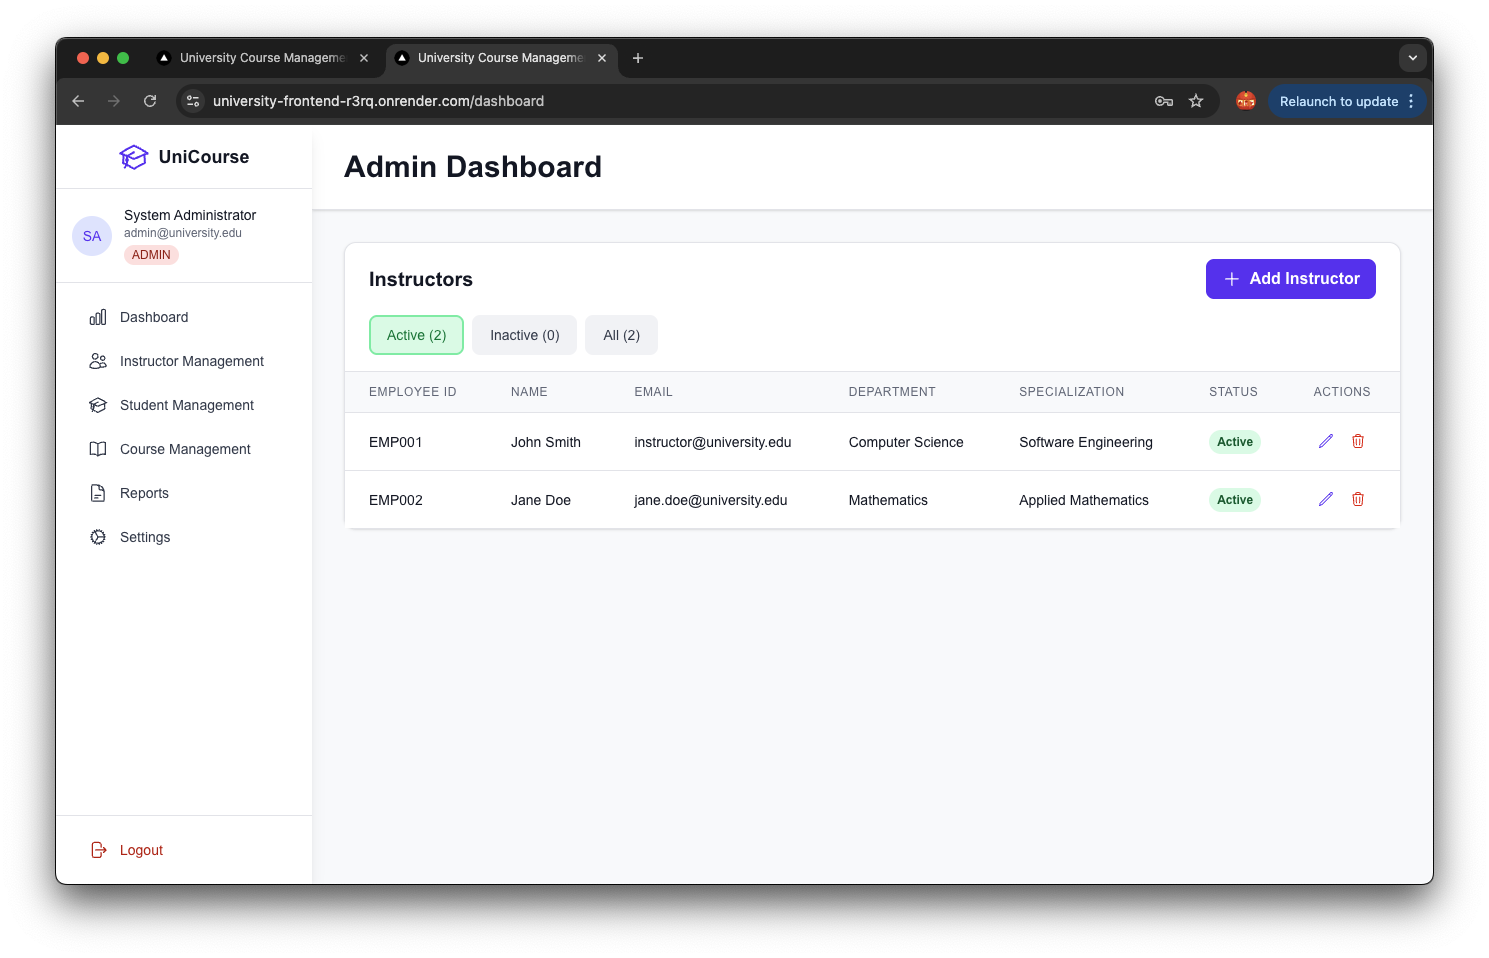 University Course Manageme
University Course Manageme
university-frontend-r3rq.onrender.com/dashboard
Relaunch to update
UniCourse
Admin Dashboard
SA
System Administrator
admin@university.edu
ADMIN
Dashboard
Instructor Management
Student Management
Course Management
Reports
Settings
Logout
Instructors
Add Instructor
Active (2) Inactive (0) All (2)
EMPLOYEE ID NAME EMAIL DEPARTMENT SPECIALIZATION STATUS ACTIONS
EMP001 John Smith instructor@university.edu Computer Science Software Engineering Active
EMP002 Jane Doe jane.doe@university.edu Mathematics Applied Mathematics Active